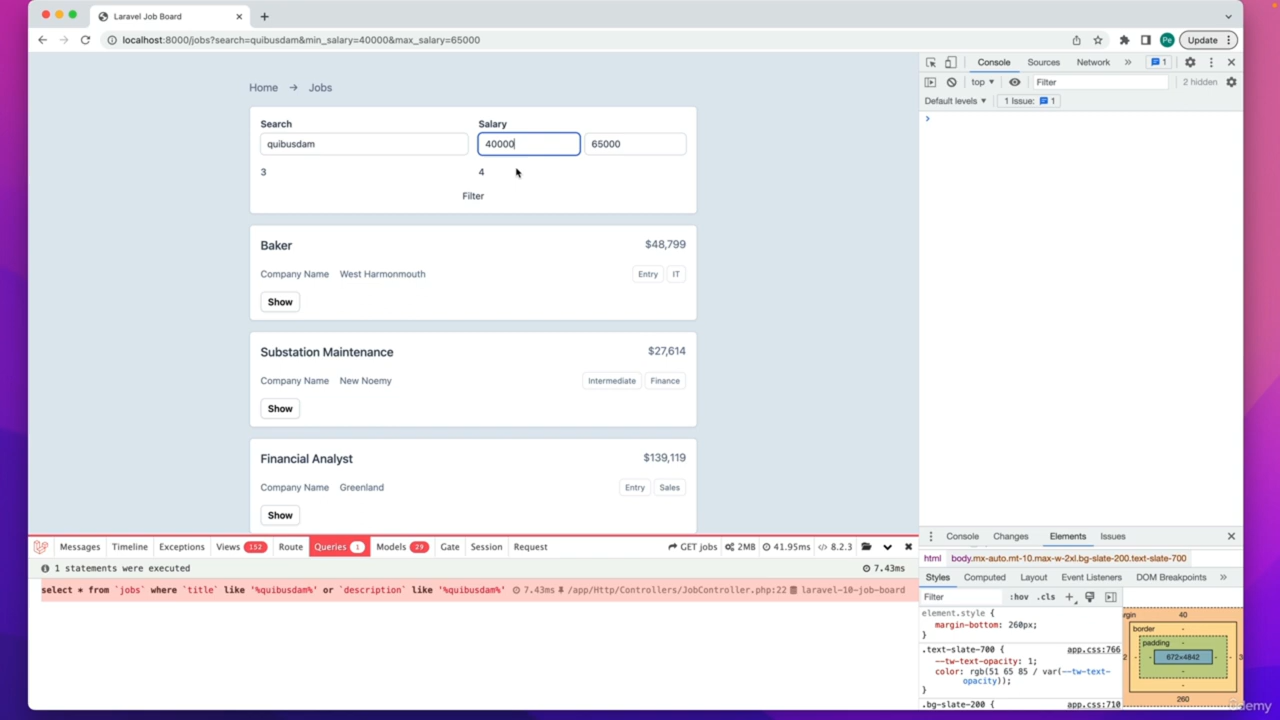 Laravel Job Board
localhost:8000/jobs?search=quibusdam&min_salary=40000&max_salary=65000
Pe
Update
Home → Jobs
Search
Salary
quibusdam
40000
65000
3
4
Filter
Baker
$48,799
Company Name West Harmonmouth
Entry IT
Show
Substation Maintenance
$27,614
Company Name New Noemy
Intermediate Finance
Show
Financial Analyst
$139,119
Company Name Greenland
Entry Sales
Show
Messages Timeline Exceptions Views 152 Route Queries 1 Models 29 Gate Session Request
GET jobs 2MB 41.95ms 8.2.3
1 statements were executed
7.43ms
select * from `jobs` where `title` like '%quibusdam%' or `description` like '%quibusdam%' 7.43ms /app/Http/Controllers/JobController.php:22 laravel-10-job-board
Console Sources Network » 1
top Filter 2 hidden
Default levels 1 Issue: 1
Console Changes Elements Issues
html body.mx-auto.mt-10.max-w-2xl.bg-slate-200.text-slate-700
Styles Computed Layout Event Listeners DOM Breakpoints »
Filter :hov .cls
element.style {
margin-bottom: 260px;
}
.text-slate-700 { app.css:766
--tw-text-opacity: 1;
color: rgb(51 65 85 / var(--tw-text-
opacity));
}
.bg-slate-200 { app.css:710
40
border -
padding
672×4842
260